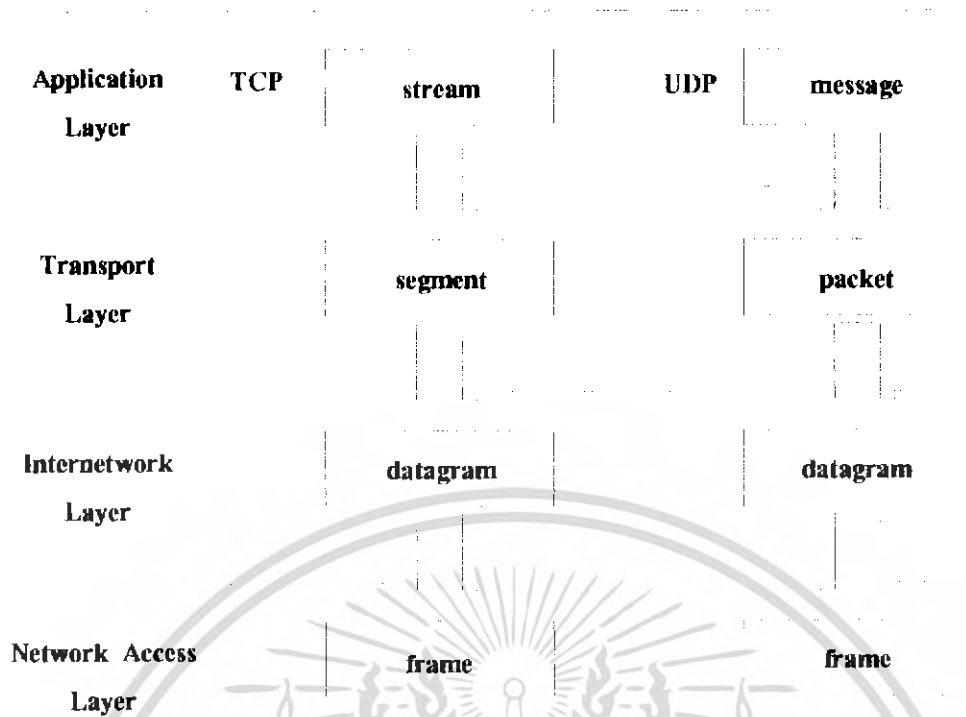 Application TCP stream UDP message
Layer
Transport segment packet
Layer
Internetwork datagram datagram
Layer
Network Access frame frame
Layer